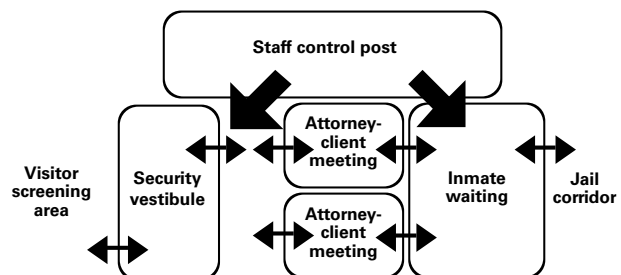 Staff control post
Attorney-
client
meeting
Visitor
screening
area
Security
vestibule
Inmate
waiting
Jail
corridor
Attorney-
client
meeting